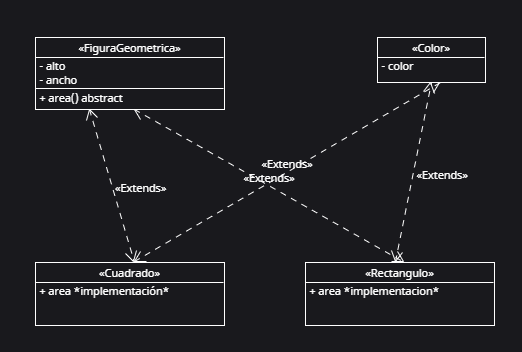 «FiguraGeometrica»
- alto
- ancho
+ area() abstract
«Color»
- color
«Extends»
«Extends»
«Extends»
«Extends»
«Cuadrado»
+ area *implementación*
«Rectangulo»
+ area *implementacion*